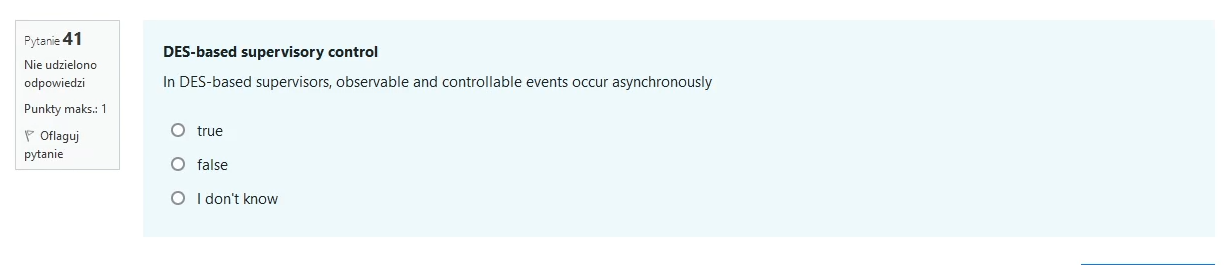 Pytanie 41
Nie udzielono
odpowiedzi
Punkty maks.: 1
Oflaguj
pytanie
DES-based supervisory control
In DES-based supervisors, observable and controllable events occur asynchronously
true
false
I don't know